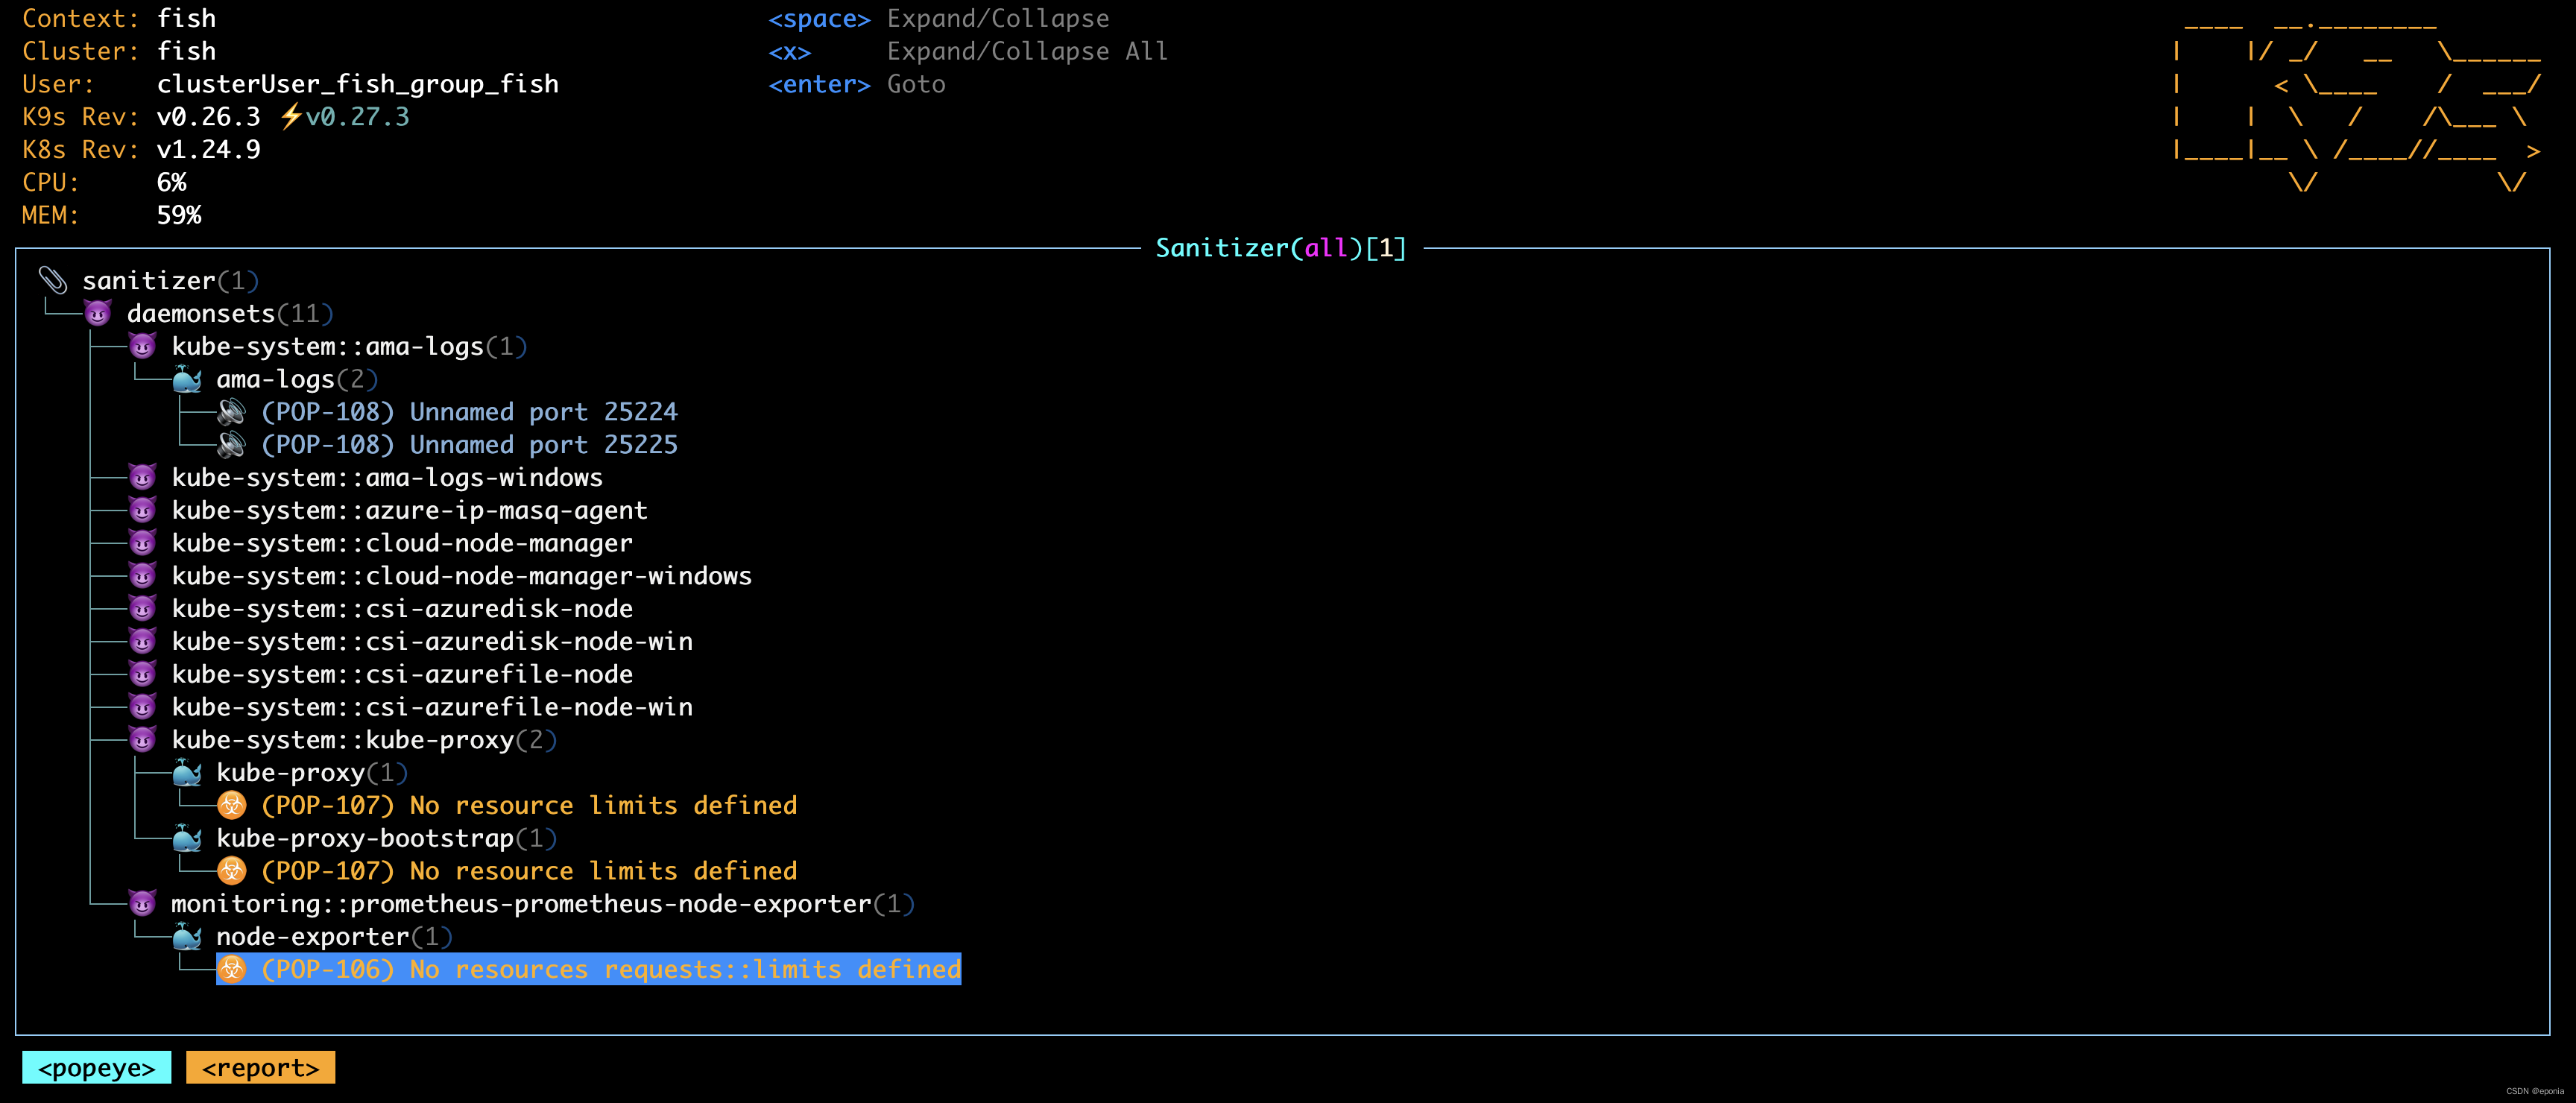 Context: fish
Cluster: fish
User: clusterUser_fish_group_fish
K9s Rev: v0.26.3 ⚡v0.27.3
K8s Rev: v1.24.9
CPU: 6%
MEM: 59%
<space> Expand/Collapse
<x> Expand/Collapse All
<enter> Goto
 ____  __.________
|    |/ _/   __   \______
|      < \____    /  ___/
|    |  \   /    /\___ \
|____|__ \ /____//____  >
        \/            \/
Sanitizer(all)[1]
sanitizer(1)
daemonsets(11)
kube-system::ama-logs(1)
ama-logs(2)
(POP-108) Unnamed port 25224
(POP-108) Unnamed port 25225
kube-system::ama-logs-windows
kube-system::azure-ip-masq-agent
kube-system::cloud-node-manager
kube-system::cloud-node-manager-windows
kube-system::csi-azuredisk-node
kube-system::csi-azuredisk-node-win
kube-system::csi-azurefile-node
kube-system::csi-azurefile-node-win
kube-system::kube-proxy(2)
kube-proxy(1)
(POP-107) No resource limits defined
kube-proxy-bootstrap(1)
(POP-107) No resource limits defined
monitoring::prometheus-prometheus-node-exporter(1)
node-exporter(1)
(POP-106) No resources requests::limits defined
<popeye> <report>
CSDN @eponia